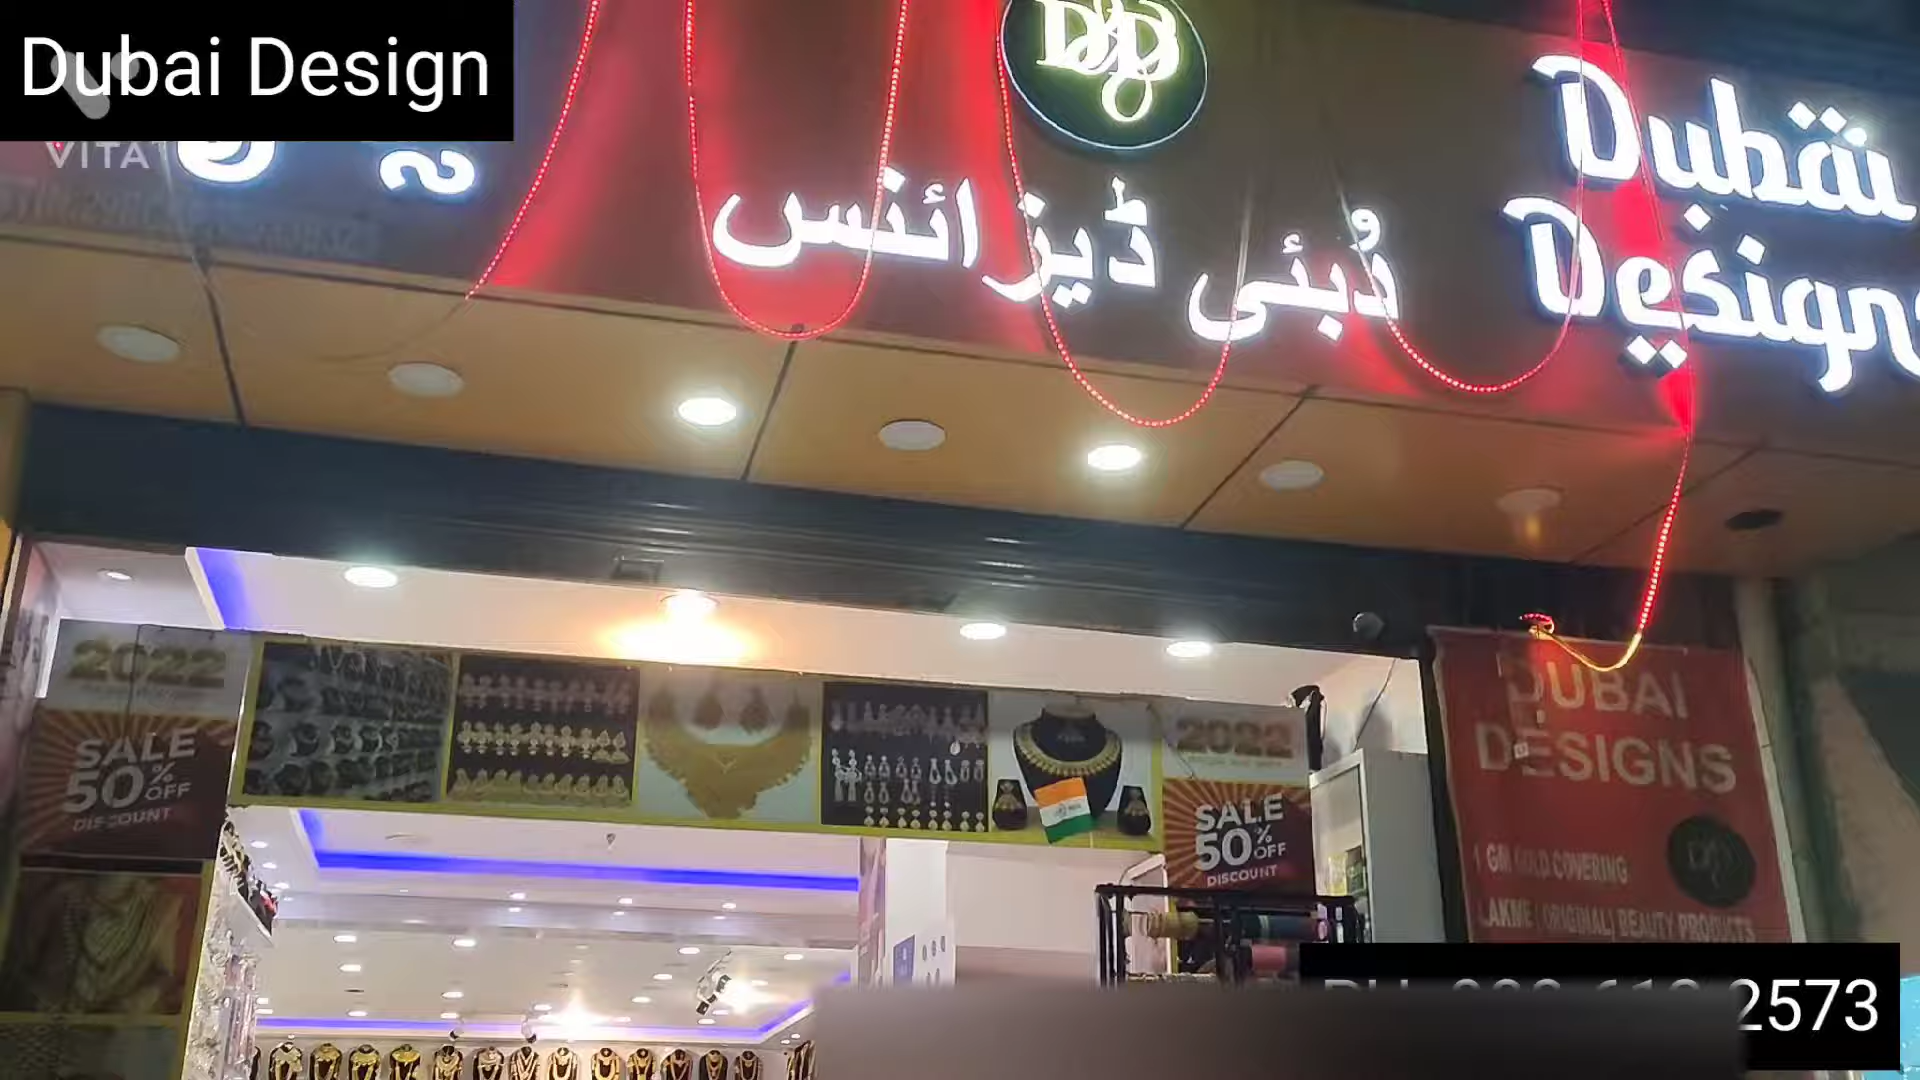 Dubai Design
VITA
DD
Dubai
Designs
دُبئی ڈیزائنس
2022
SALE
50% OFF
DISCOUNT
2022
SALE
50% OFF
DISCOUNT
DUBAI
DESIGNS
1 GM GOLD COVERING
LAKME (ORIGINAL) BEAUTY PRODUCTS
2573